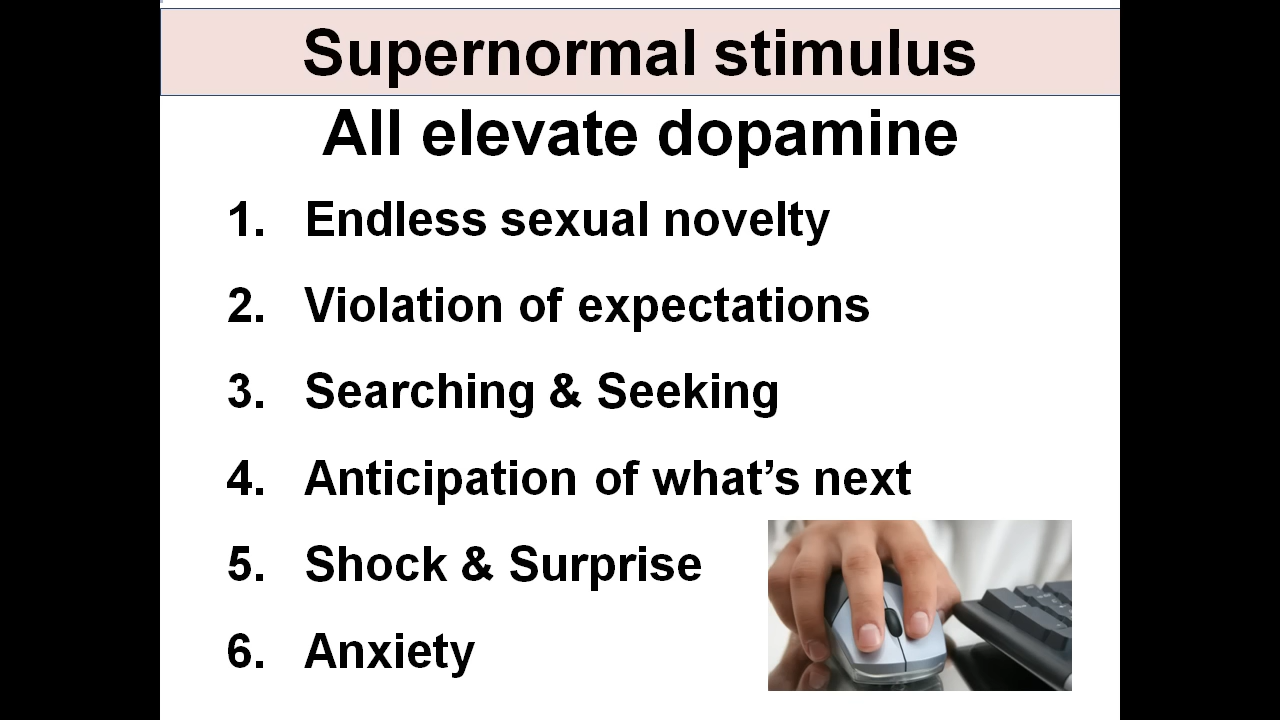 Supernormal stimulus
All elevate dopamine
1. Endless sexual novelty
2. Violation of expectations
3. Searching & Seeking
4. Anticipation of what’s next
5. Shock & Surprise
6. Anxiety